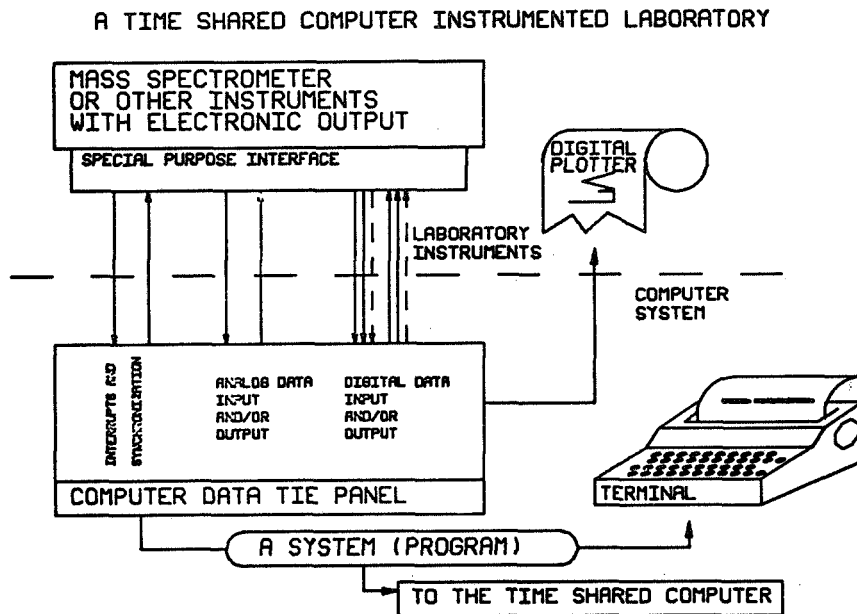 A TIME SHARED COMPUTER INSTRUMENTED LABORATORY
MASS SPECTROMETER
OR OTHER INSTRUMENTS
WITH ELECTRONIC OUTPUT
SPECIAL PURPOSE INTERFACE
DIGITAL
PLOTTER
LABORATORY
INSTRUMENTS
COMPUTER
SYSTEM
INTERRUPTS AND
SYNCHRONIZATION
ANALOG DATA
INPUT
AND/OR
OUTPUT
DIGITAL DATA
INPUT
AND/OR
OUTPUT
COMPUTER DATA TIE PANEL
TERMINAL
A SYSTEM (PROGRAM)
TO THE TIME SHARED COMPUTER